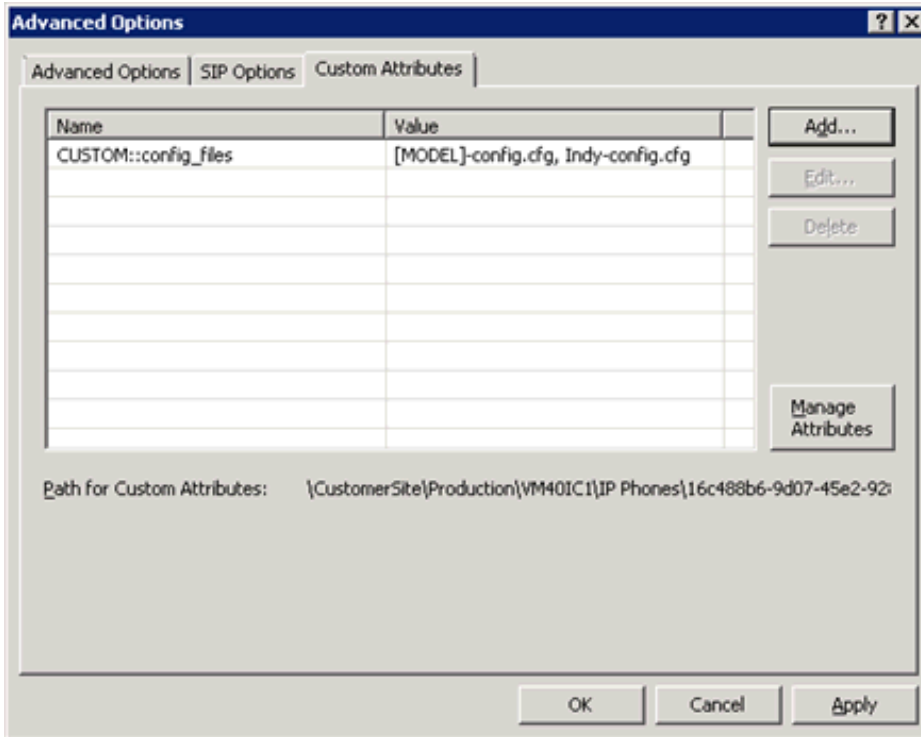 Advanced Options
Advanced Options SIP Options Custom Attributes
Name Value
Add...
CUSTOM::config_files [MODEL]-config.cfg, Indy-config.cfg
Edit...
Delete
Manage
Attributes
Path for Custom Attributes: \CustomerSite\Production\VM40IC1\IP Phones\16c488b6-9d07-45e2-92
OK Cancel Apply